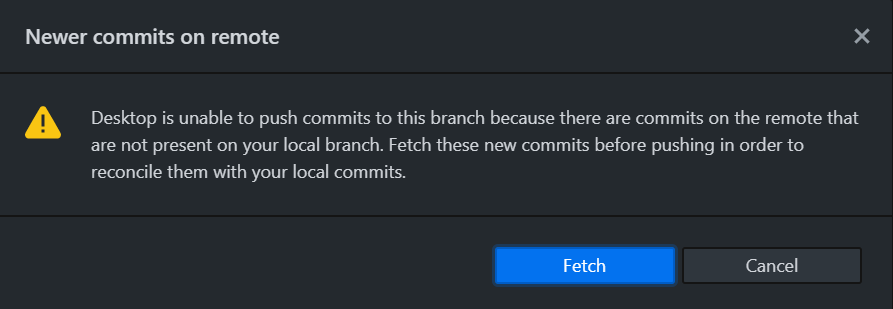 Newer commits on remote
Desktop is unable to push commits to this branch because there are commits on the remote that
are not present on your local branch. Fetch these new commits before pushing in order to
reconcile them with your local commits.
Fetch
Cancel